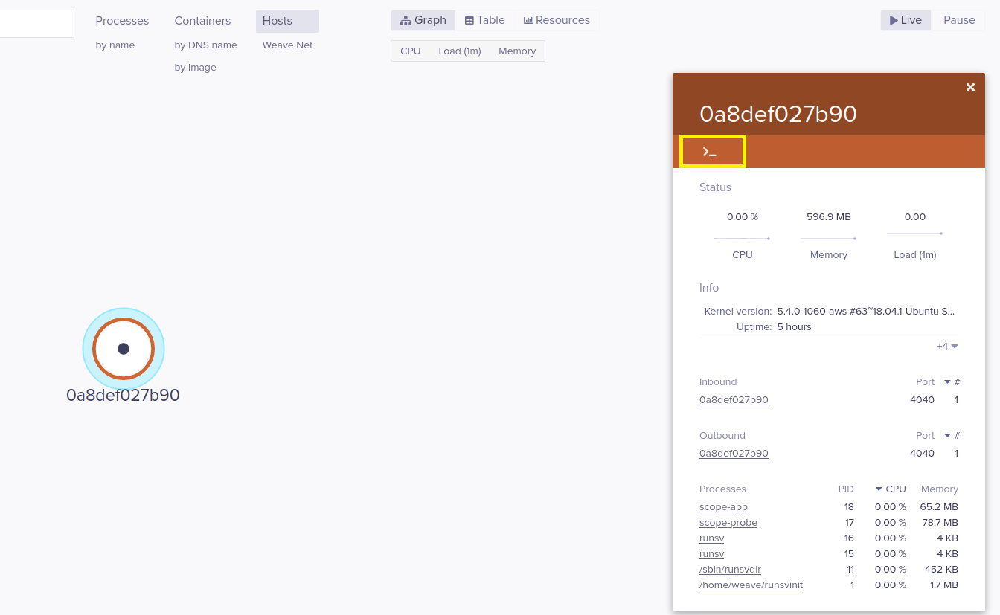 Processes
by name
Containers
by DNS name
by image
Hosts
Weave Net
Graph Table Resources
CPU Load (1m) Memory
Live Pause
0a8def027b90
0a8def027b90
>_
Status
0.00 % 596.9 MB 0.00
CPU Memory Load (1m)
Info
Kernel version: 5.4.0-1060-aws #63~18.04.1-Ubuntu S...
Uptime: 5 hours
+4
Inbound Port #
0a8def027b90 4040 1
Outbound Port #
0a8def027b90 4040 1
Processes PID CPU Memory
scope-app 18 0.00 % 65.2 MB
scope-probe 17 0.00 % 78.7 MB
runsv 16 0.00 % 4 KB
runsv 15 0.00 % 4 KB
/sbin/runsvdir 11 0.00 % 452 KB
/home/weave/runsvinit 1 0.00 % 1.7 MB